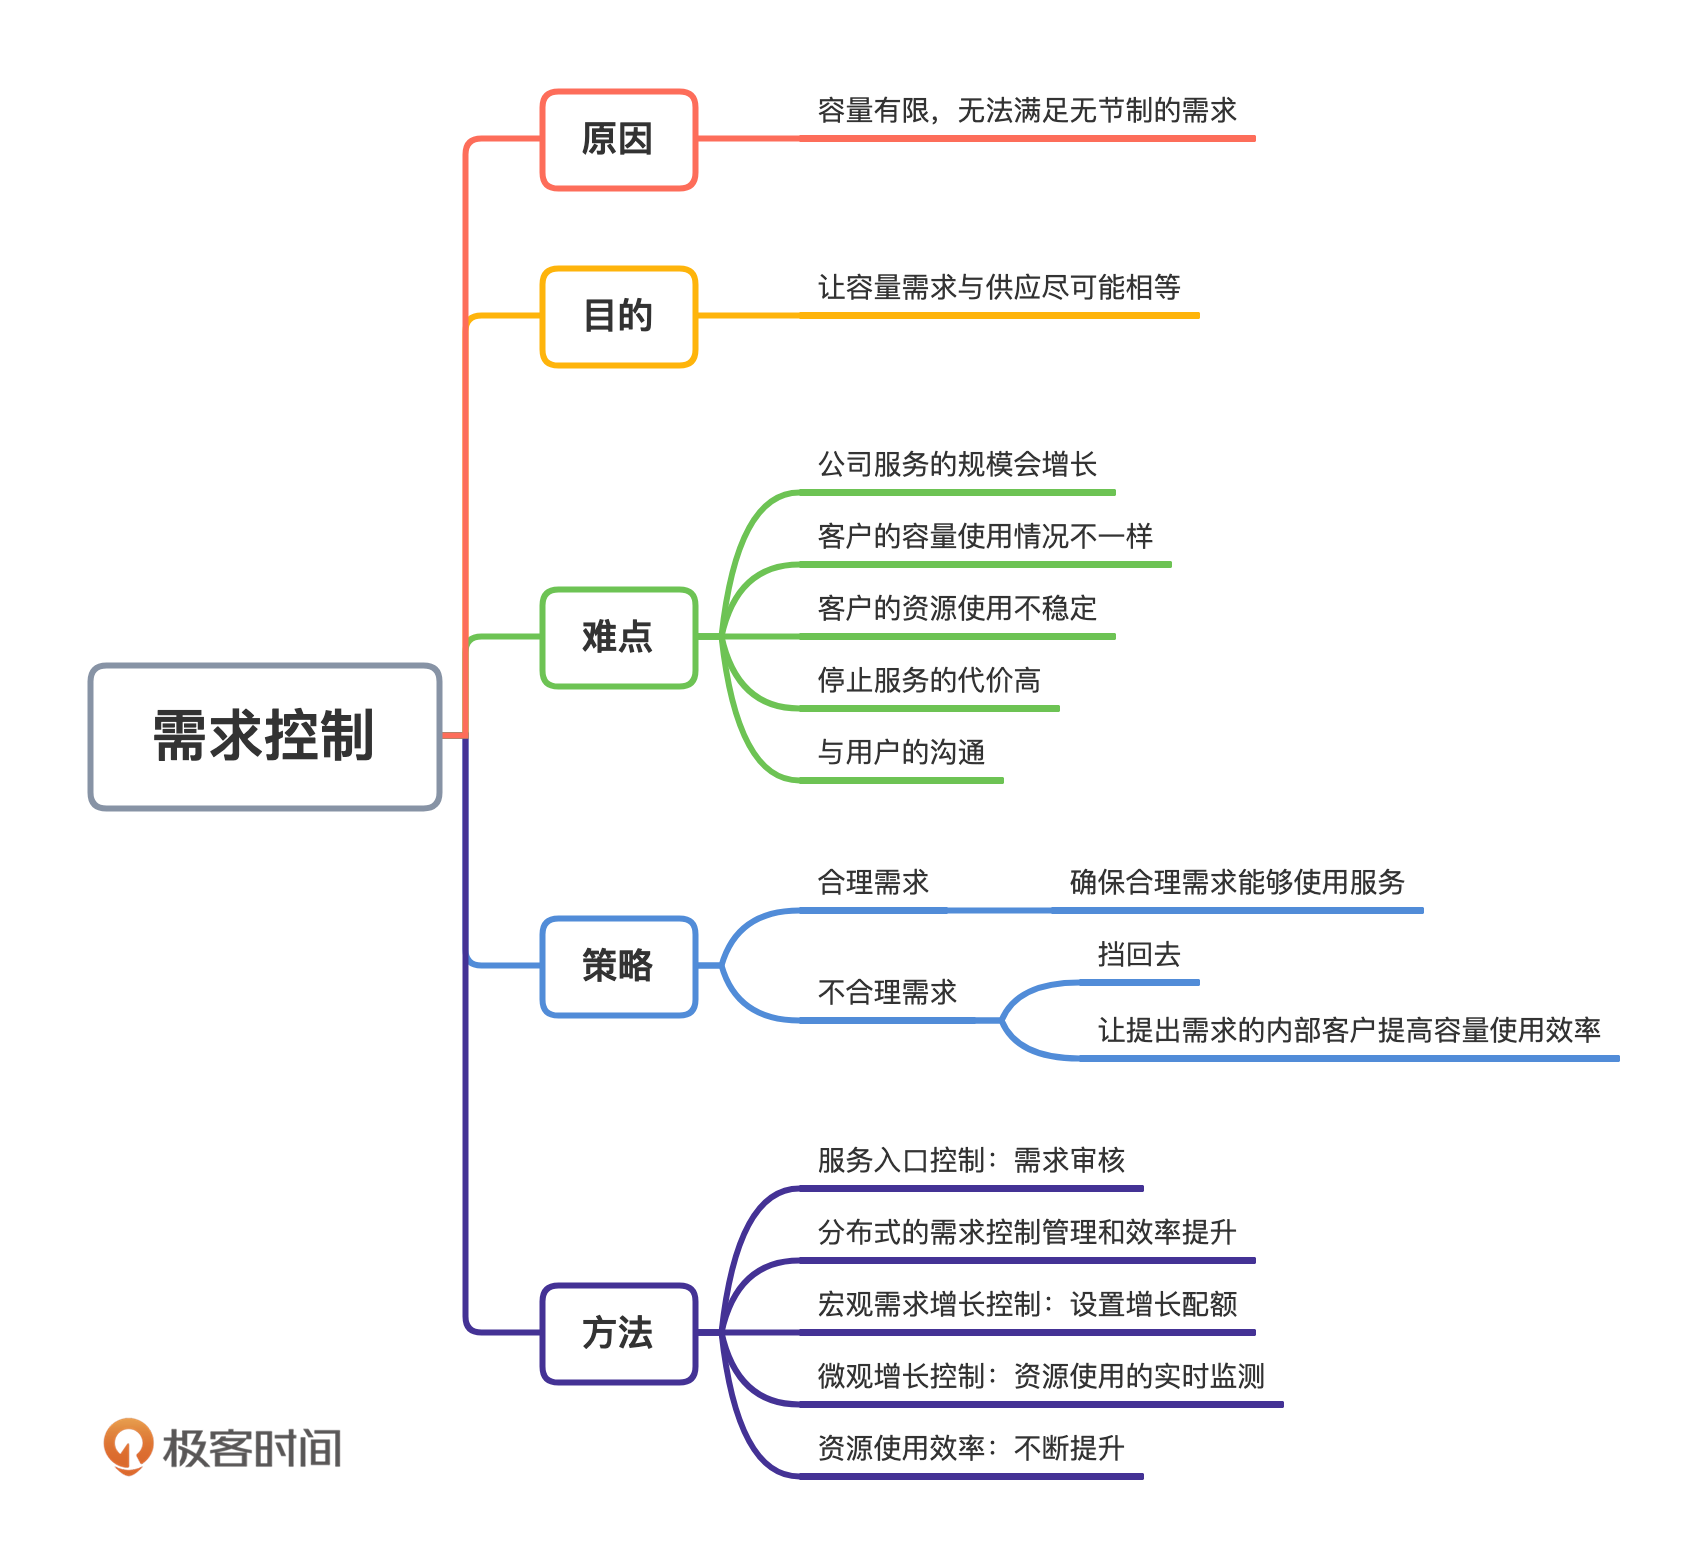 原因
容量有限，无法满足无节制的需求
目的
让容量需求与供应尽可能相等
公司服务的规模会增长
客户的容量使用情况不一样
难点
客户的资源使用不稳定
停止服务的代价高
与用户的沟通
需求控制
合理需求
确保合理需求能够使用服务
策略
不合理需求
挡回去
让提出需求的内部客户提高容量使用效率
服务入口控制：需求审核
分布式的需求控制管理和效率提升
方法
宏观需求增长控制：设置增长配额
微观增长控制：资源使用的实时监测
资源使用效率：不断提升
极客时间